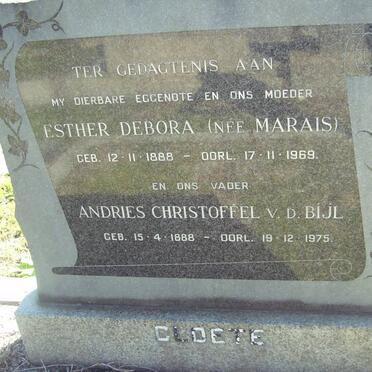 TER GEDAGTENIS AAN
MY DIERBARE EGGENOTE EN ONS MOEDER
ESTHER DEBORA (NÉE MARAIS)
GEB. 12-11-1888 – OORL. 17-11-1969.
EN ONS VADER
ANDRIES CHRISTOFFEL V. D. BIJL
GEB. 15-4-1888 – OORL. 19-12-1975.
CLOETE